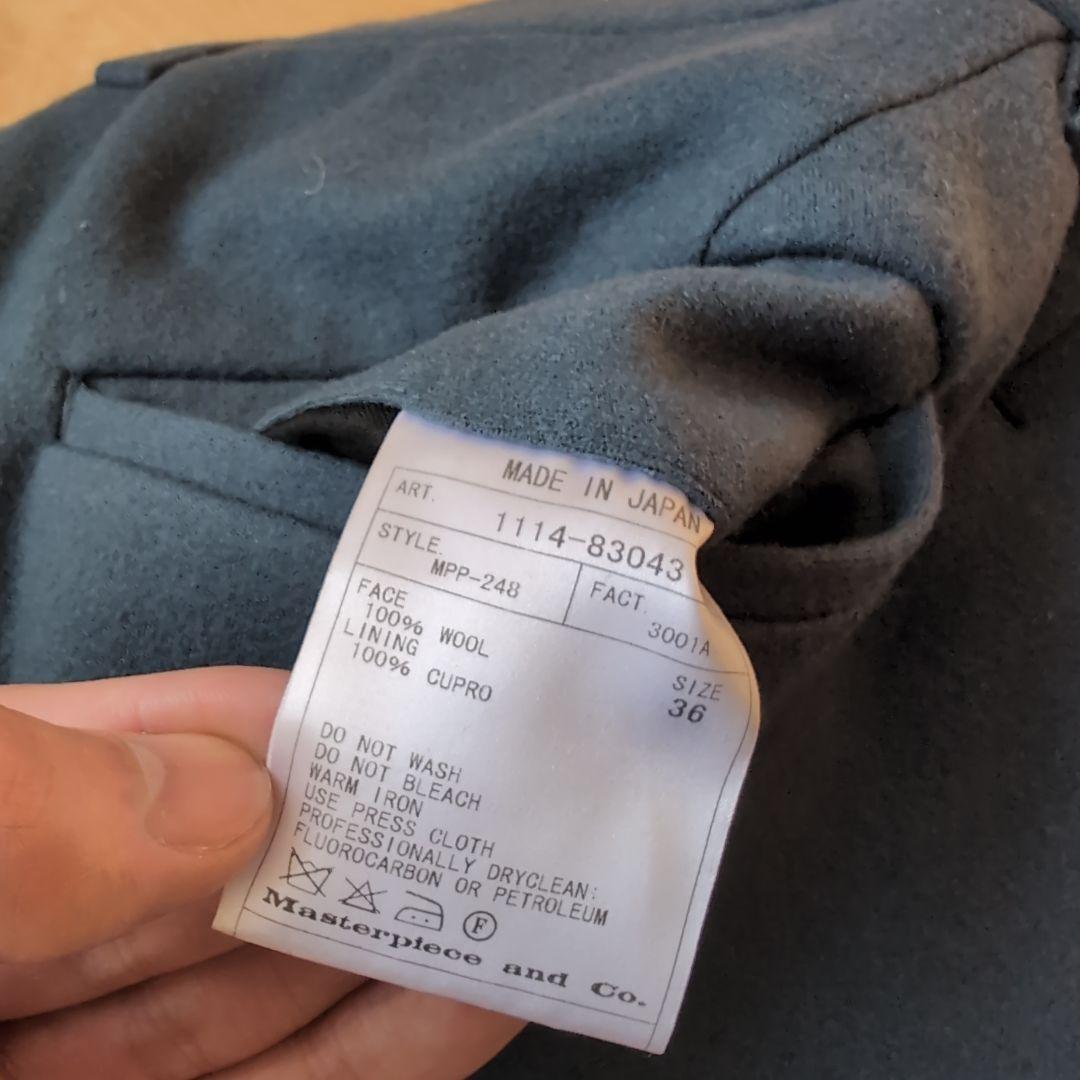 MADE IN JAPAN
ART.
1114-83043
STYLE.
MPP-248
FACT.
3001A
FACE
100% WOOL
LINING
100% CUPRO
SIZE
36
DO NOT WASH
DO NOT BLEACH
WARM IRON
USE PRESS CLOTH
PROFESSIONALLY DRYCLEAN:
FLUOROCARBON OR PETROLEUM
F
Masterpiece and Co.